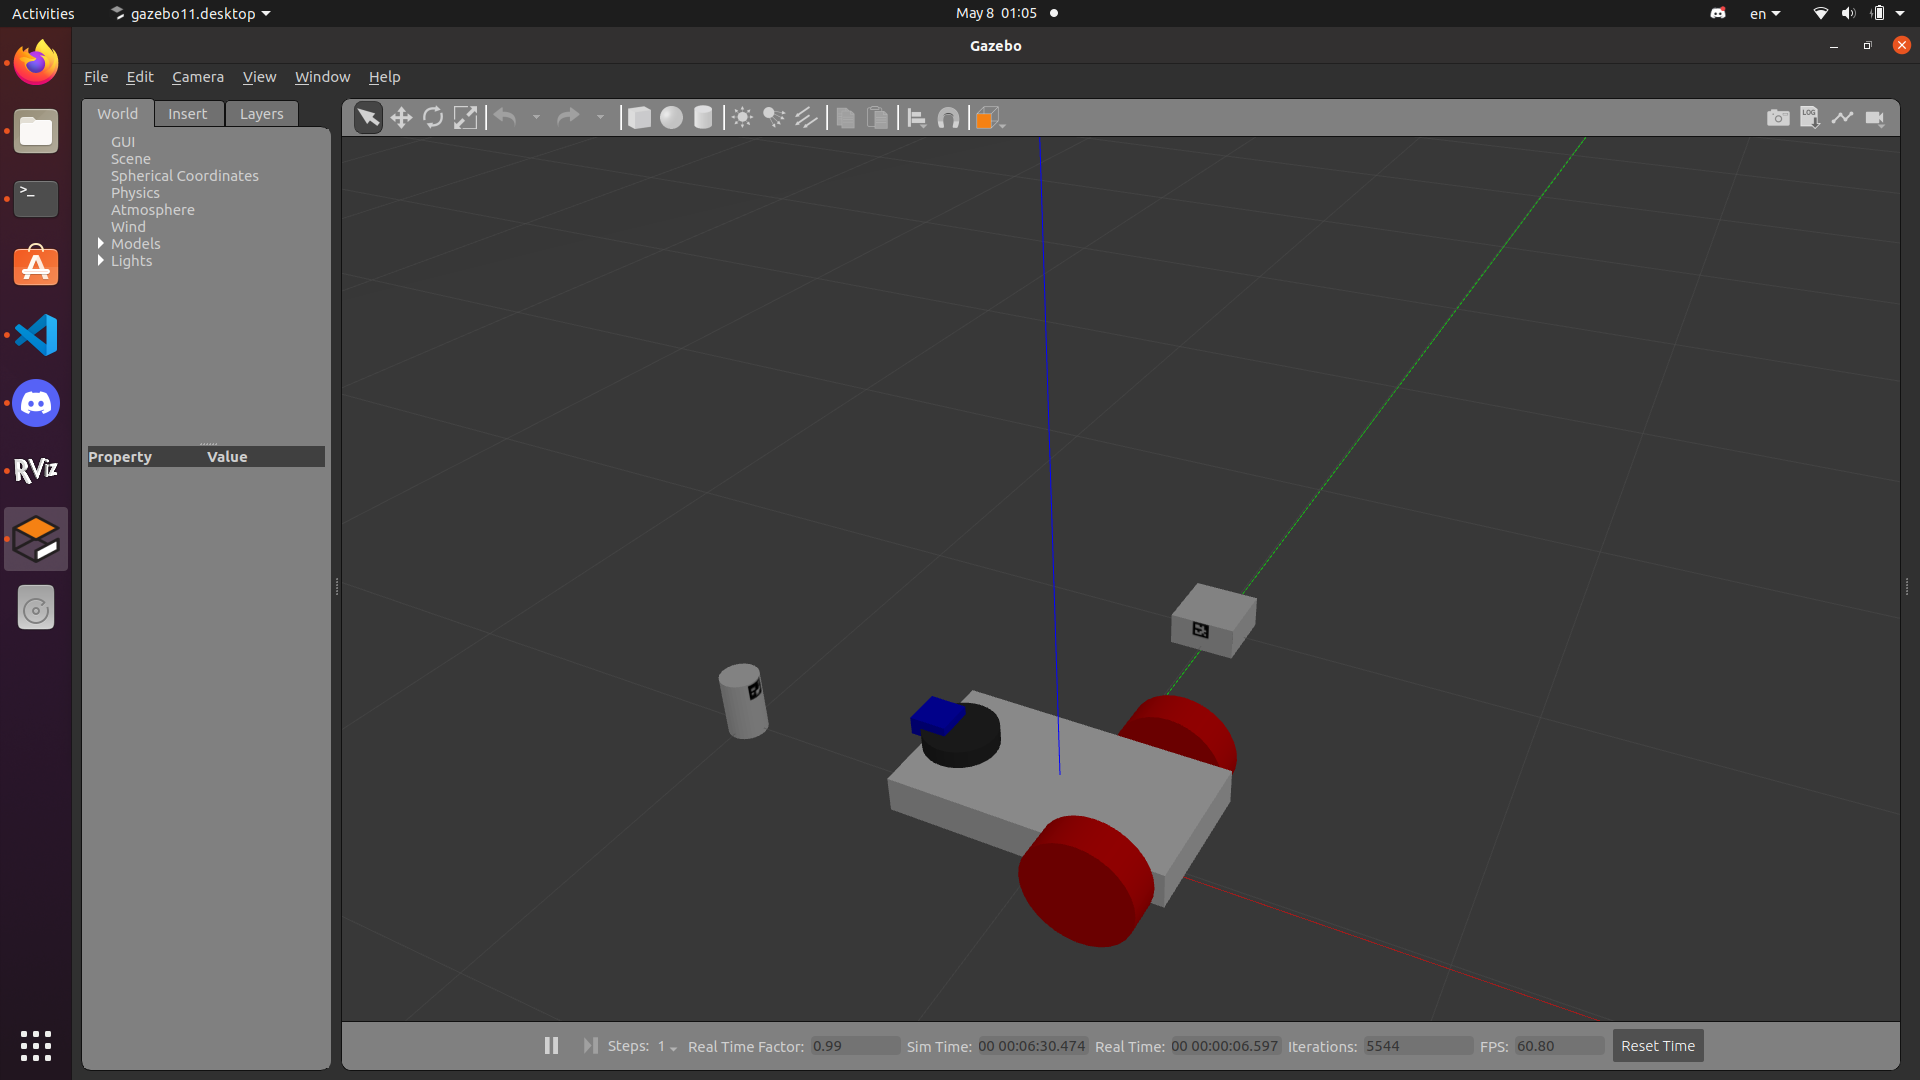 Activities gazebo11.desktop May 8 01:05 en
Gazebo
File Edit Camera View Window Help
World Insert Layers
LOG
GUI
Scene
Spherical Coordinates
Physics
Atmosphere
Wind
Models
Lights
Property Value
>_
RViz
Steps: 1 Real Time Factor: 0.99 Sim Time: 00 00:06:30.474 Real Time: 00 00:00:06.597 Iterations: 5544 FPS: 60.80 Reset Time